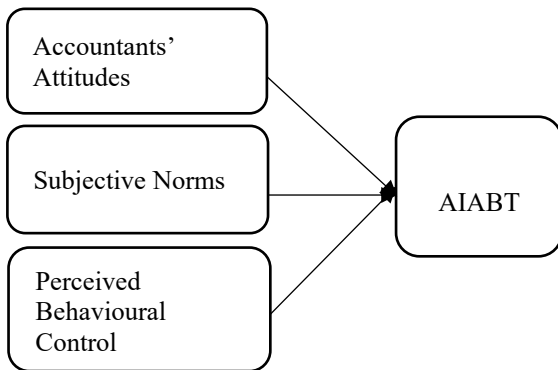 Accountants’
Attitudes
Subjective Norms
AIABT
Perceived
Behavioural
Control